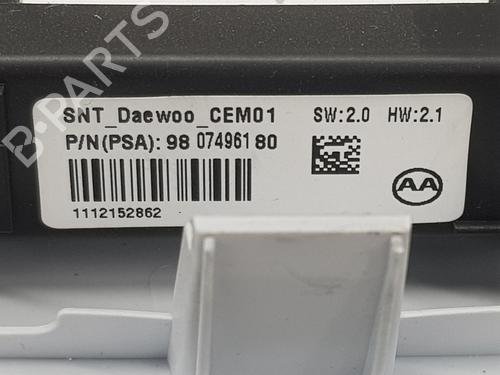 SNT_Daewoo_CEM01 SW:2.0 HW:2.1
P/N(PSA): 98 07496180
1112152862
AA
B-PARTS